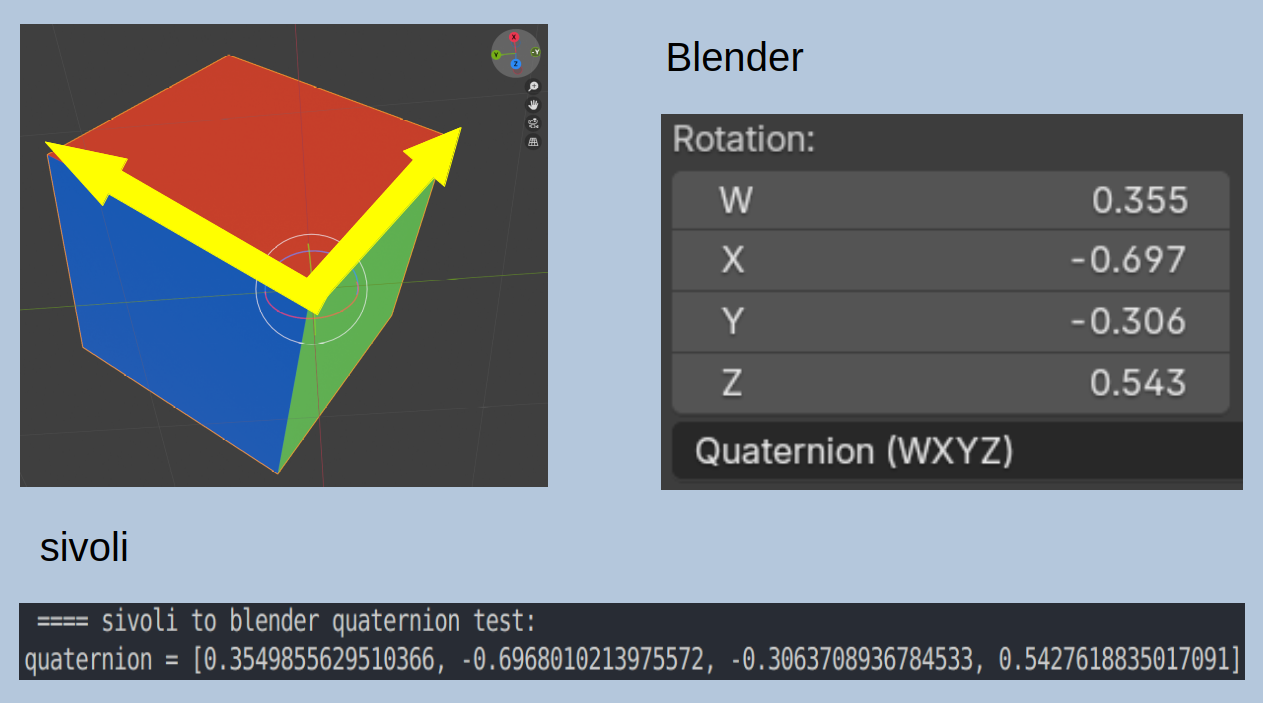 Blender
X
Y
-Y
Z
Rotation:
W 0.355
X -0.697
Y -0.306
Z 0.543
Quaternion (WXYZ)
sivoli
==== sivoli to blender quaternion test:
quaternion = [0.3549855629510366, -0.6968010213975572, -0.3063708936784533, 0.5427618835017091]